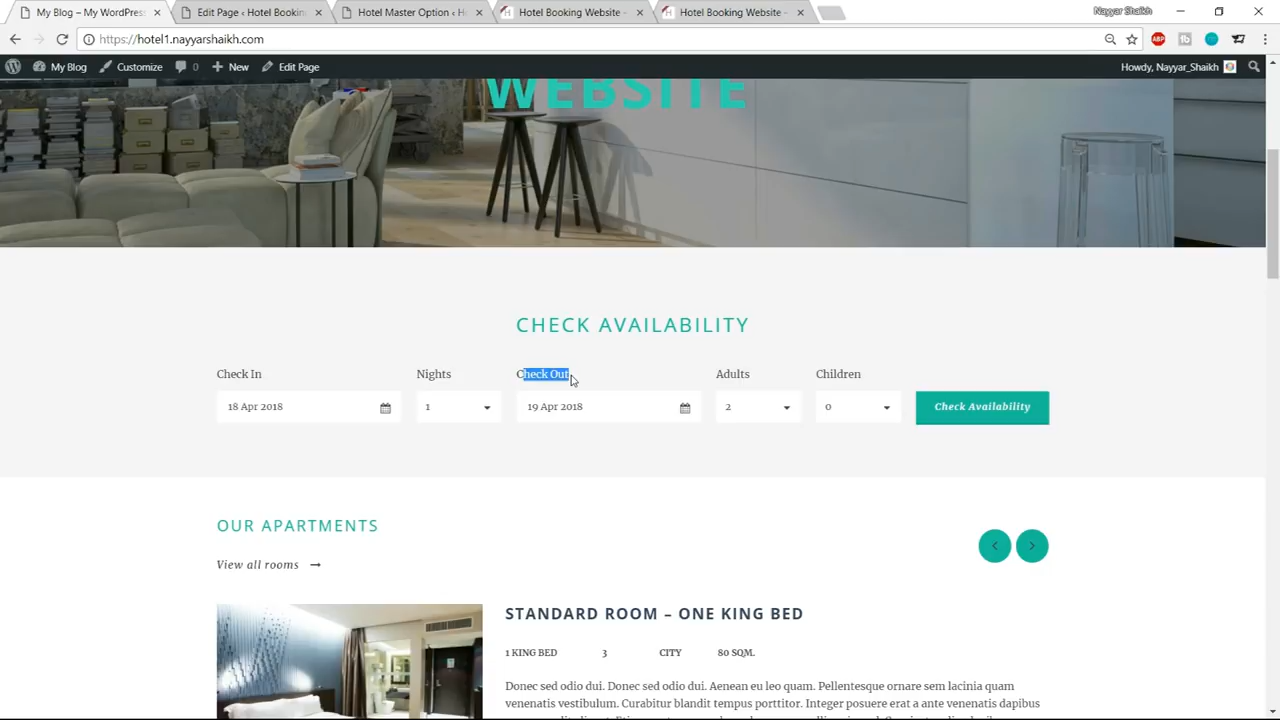 My Blog – My WordPres
Edit Page ‹ Hotel Bookin
Hotel Master Option ‹ H
Hotel Booking Website –
Hotel Booking Website –
Nayyar Shaikh
https://hotel1.nayyarshaikh.com
My Blog
Customize
0
New
Edit Page
Howdy, Nayyar_Shaikh
WEBSITE
CHECK AVAILABILITY
Check In
Nights
Check Out
Adults
Children
18 Apr 2018
1
19 Apr 2018
2
0
Check Availability
OUR APARTMENTS
View all rooms →
STANDARD ROOM – ONE KING BED
1 KING BED
3
CITY
80 SQM.
Donec sed odio dui. Donec sed odio dui. Aenean eu leo quam. Pellentesque ornare sem lacinia quam
venenatis vestibulum. Curabitur blandit tempus porttitor. Integer posuere erat a ante venenatis dapibus